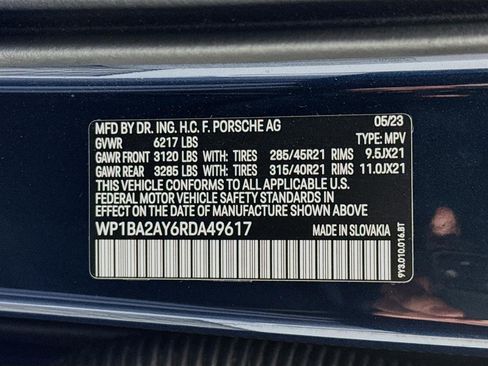 MFD BY DR. ING. H.C. F. PORSCHE AG 05/23
GVWR 6217 LBS TYPE: MPV
GAWR FRONT 3120 LBS WITH: TIRES 285/45R21 RIMS 9.5JX21
GAWR REAR 3285 LBS WITH: TIRES 315/40R21 RIMS 11.0JX21
THIS VEHICLE CONFORMS TO ALL APPLICABLE U.S.
FEDERAL MOTOR VEHICLE SAFETY STANDARDS IN
EFFECT ON THE DATE OF MANUFACTURE SHOWN ABOVE.
WP1BA2AY6RDA49617 MADE IN SLOVAKIA
9Y3.010.016.BT